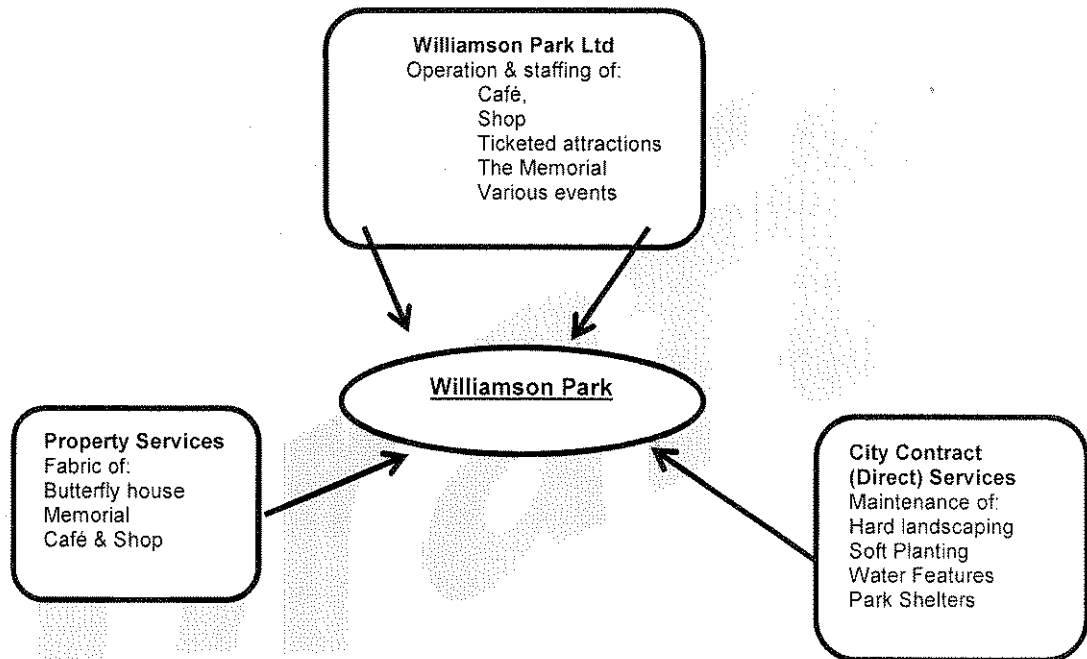 Williamson Park Ltd
Operation & staffing of:
Café,
Shop
Ticketed attractions
The Memorial
Various events
Williamson Park
Property Services
Fabric of:
Butterfly house
Memorial
Café & Shop
City Contract
(Direct) Services
Maintenance of:
Hard landscaping
Soft Planting
Water Features
Park Shelters